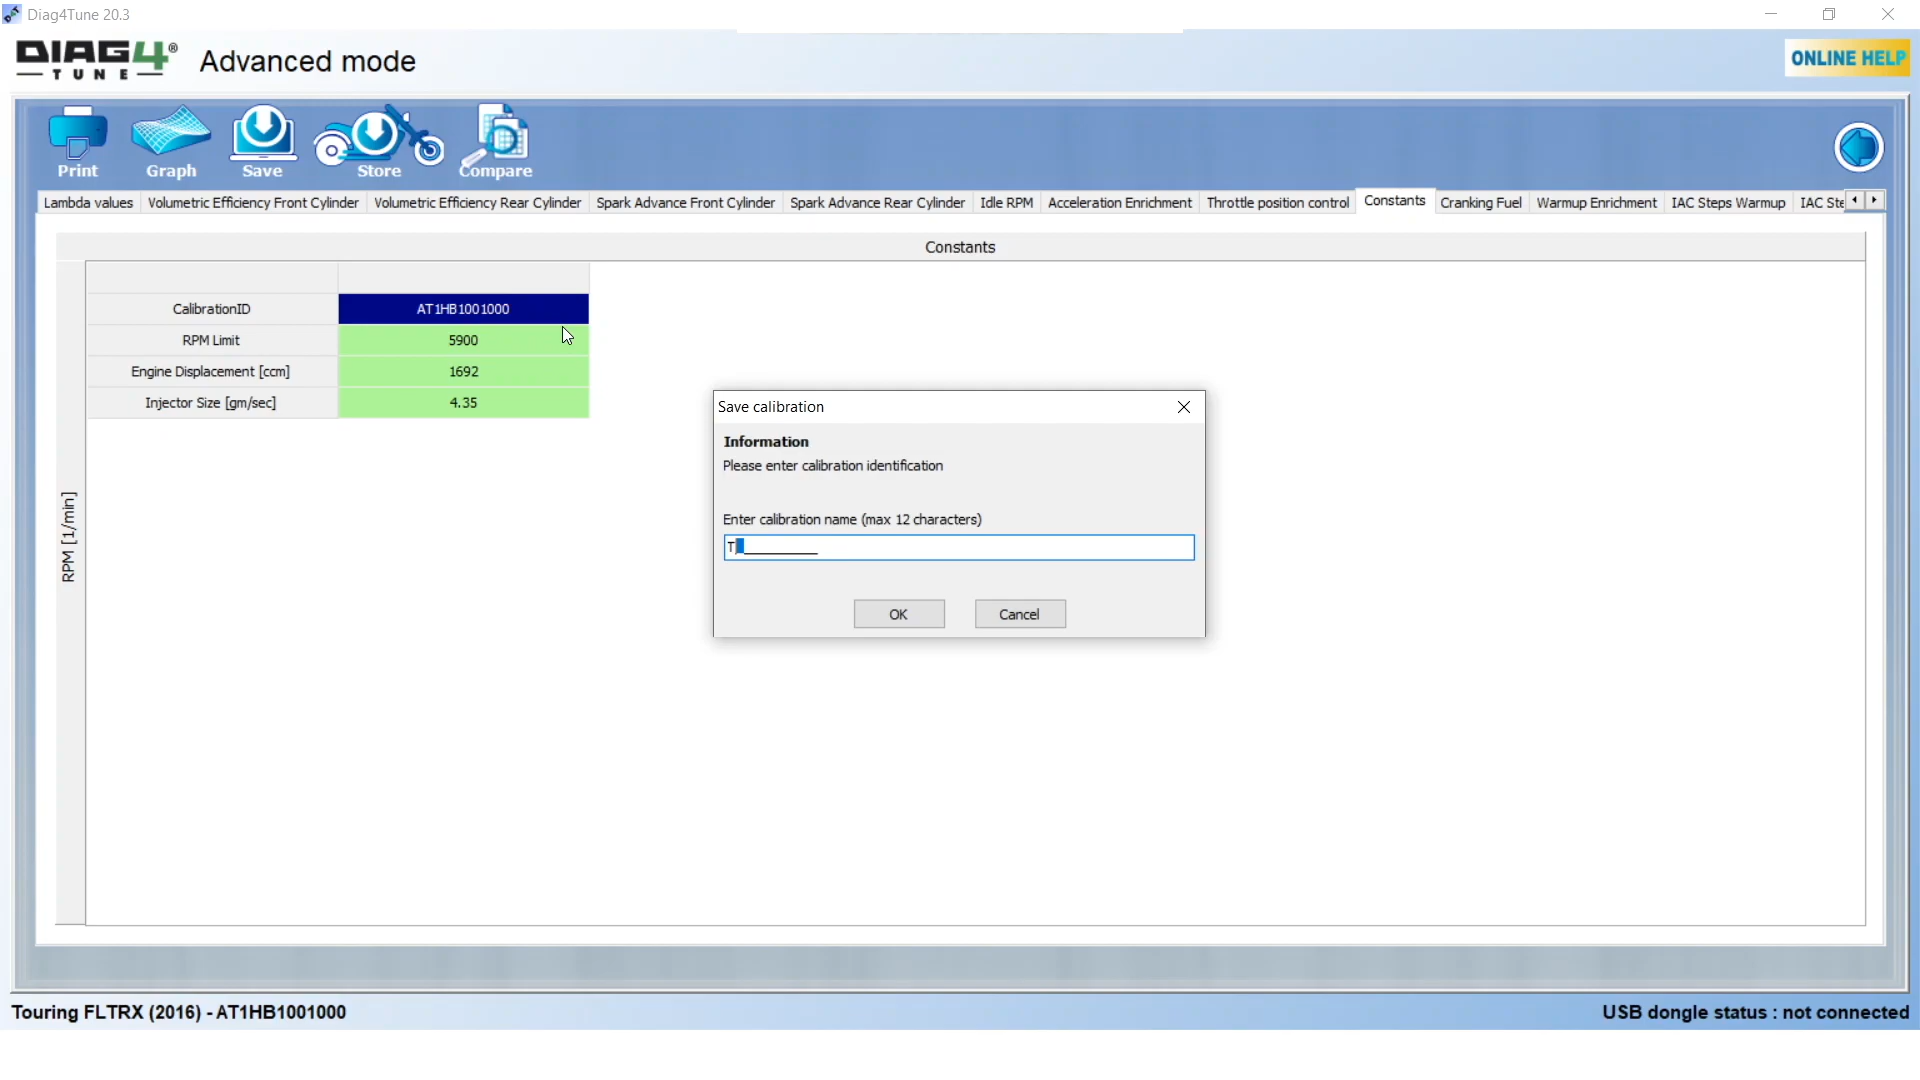 Diag4Tune 20.3
DIAG4® TUNE
Advanced mode
ONLINE HELP
Print
Graph
Save
Store
Compare
Lambda values
Volumetric Efficiency Front Cylinder
Volumetric Efficiency Rear Cylinder
Spark Advance Front Cylinder
Spark Advance Rear Cylinder
Idle RPM
Acceleration Enrichment
Throttle position control
Constants
Cranking Fuel
Warmup Enrichment
IAC Steps Warmup
IAC Ste
Constants
RPM [1/min]
CalibrationID AT1HB1001000
RPM Limit 5900
Engine Displacement [ccm] 1692
Injector Size [gm/sec] 4.35
Save calibration
Information
Please enter calibration identification
Enter calibration name (max 12 characters)
T___________
OK
Cancel
Touring FLTRX (2016) - AT1HB1001000
USB dongle status : not connected